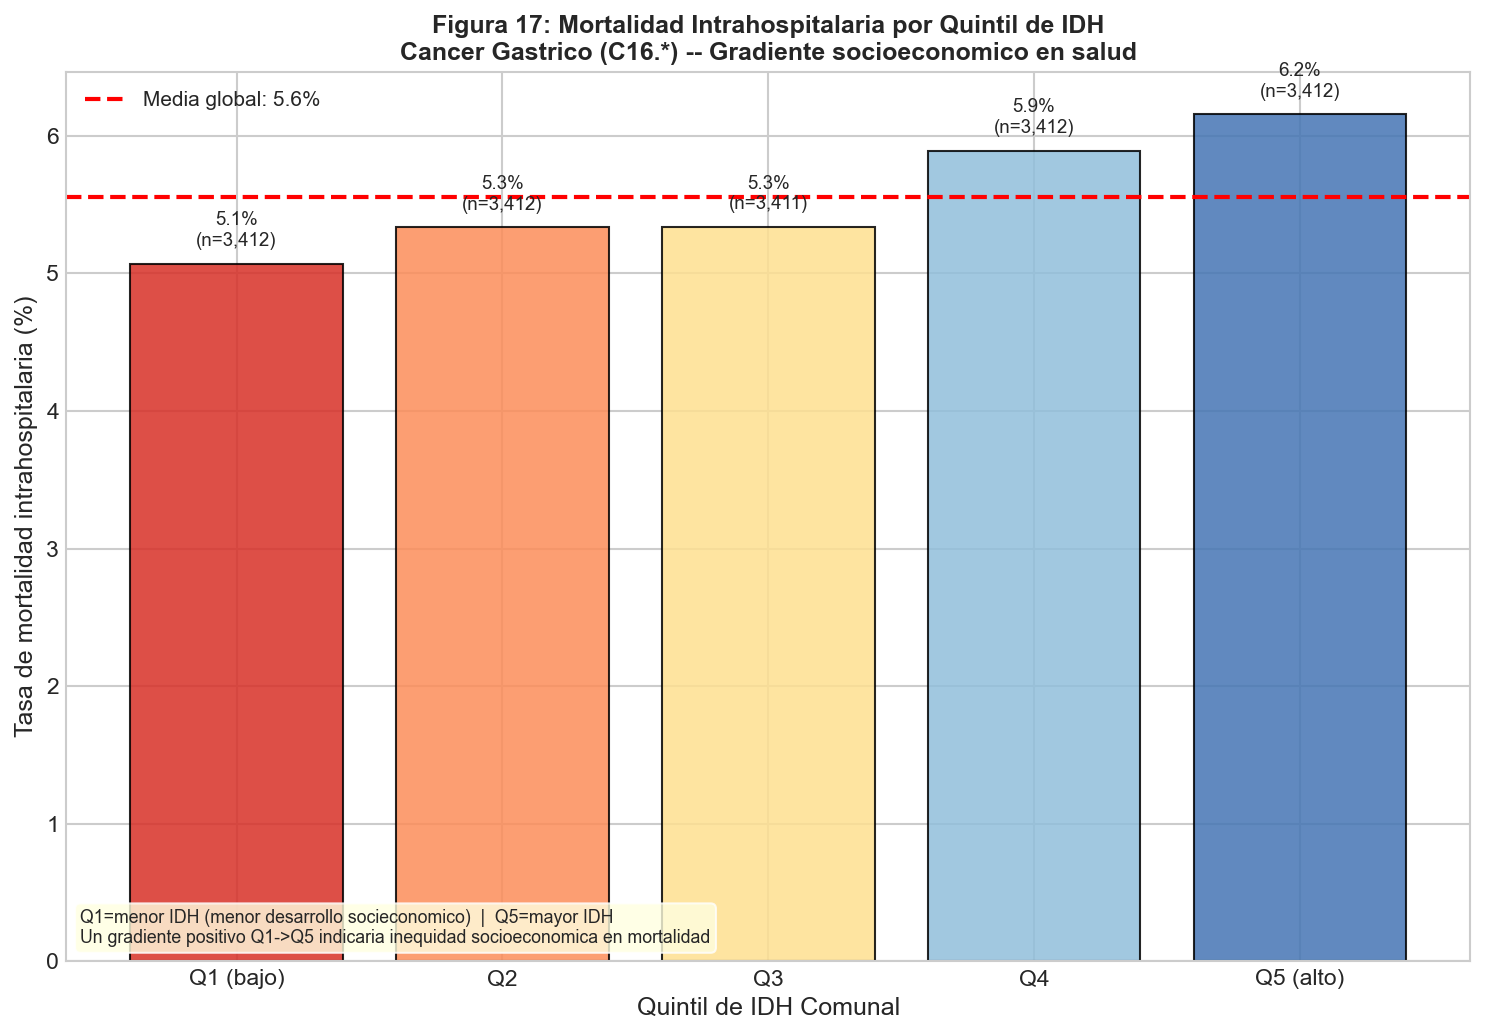 Figura 17: Mortalidad Intrahospitalaria por Quintil de IDH
Cancer Gastrico (C16.*) -- Gradiente socioeconomico en salud
Media global: 5.6%
Tasa de mortalidad intrahospitalaria (%)
6
5
4
3
2
1
0
5.1%
(n=3,412)
5.3%
(n=3,412)
5.3%
(n=3,411)
5.9%
(n=3,412)
6.2%
(n=3,412)
Q1=menor IDH (menor desarrollo socieconomico) | Q5=mayor IDH
Un gradiente positivo Q1->Q5 indicaria inequidad socioeconomica en mortalidad
Q1 (bajo)
Q2
Q3
Q4
Q5 (alto)
Quintil de IDH Comunal